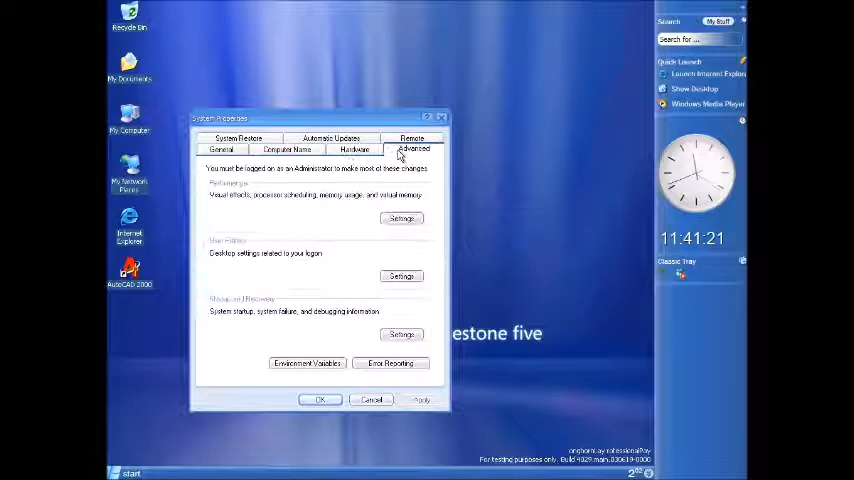 Recycle Bin
My Documents
My Computer
My Network
Places
Internet
Explorer
AutoCAD 2000
System Properties
System Restore
Automatic Updates
Remote
General
Computer Name
Hardware
Advanced
You must be logged on as an Administrator to make most of these changes.
Performance
Visual effects, processor scheduling, memory usage, and virtual memory
Settings
User Profiles
Desktop settings related to your logon
Settings
Startup and Recovery
System startup, system failure, and debugging information
Settings
Environment Variables
Error Reporting
OK
Cancel
Apply
estone five
For testing purposes only. Build 4029.main.030619-0000
start
Search
My Stuff
Search for ...
Quick Launch
Launch Internet Explor
Show Desktop
Windows Media Player
11:41:21
Classic Tray